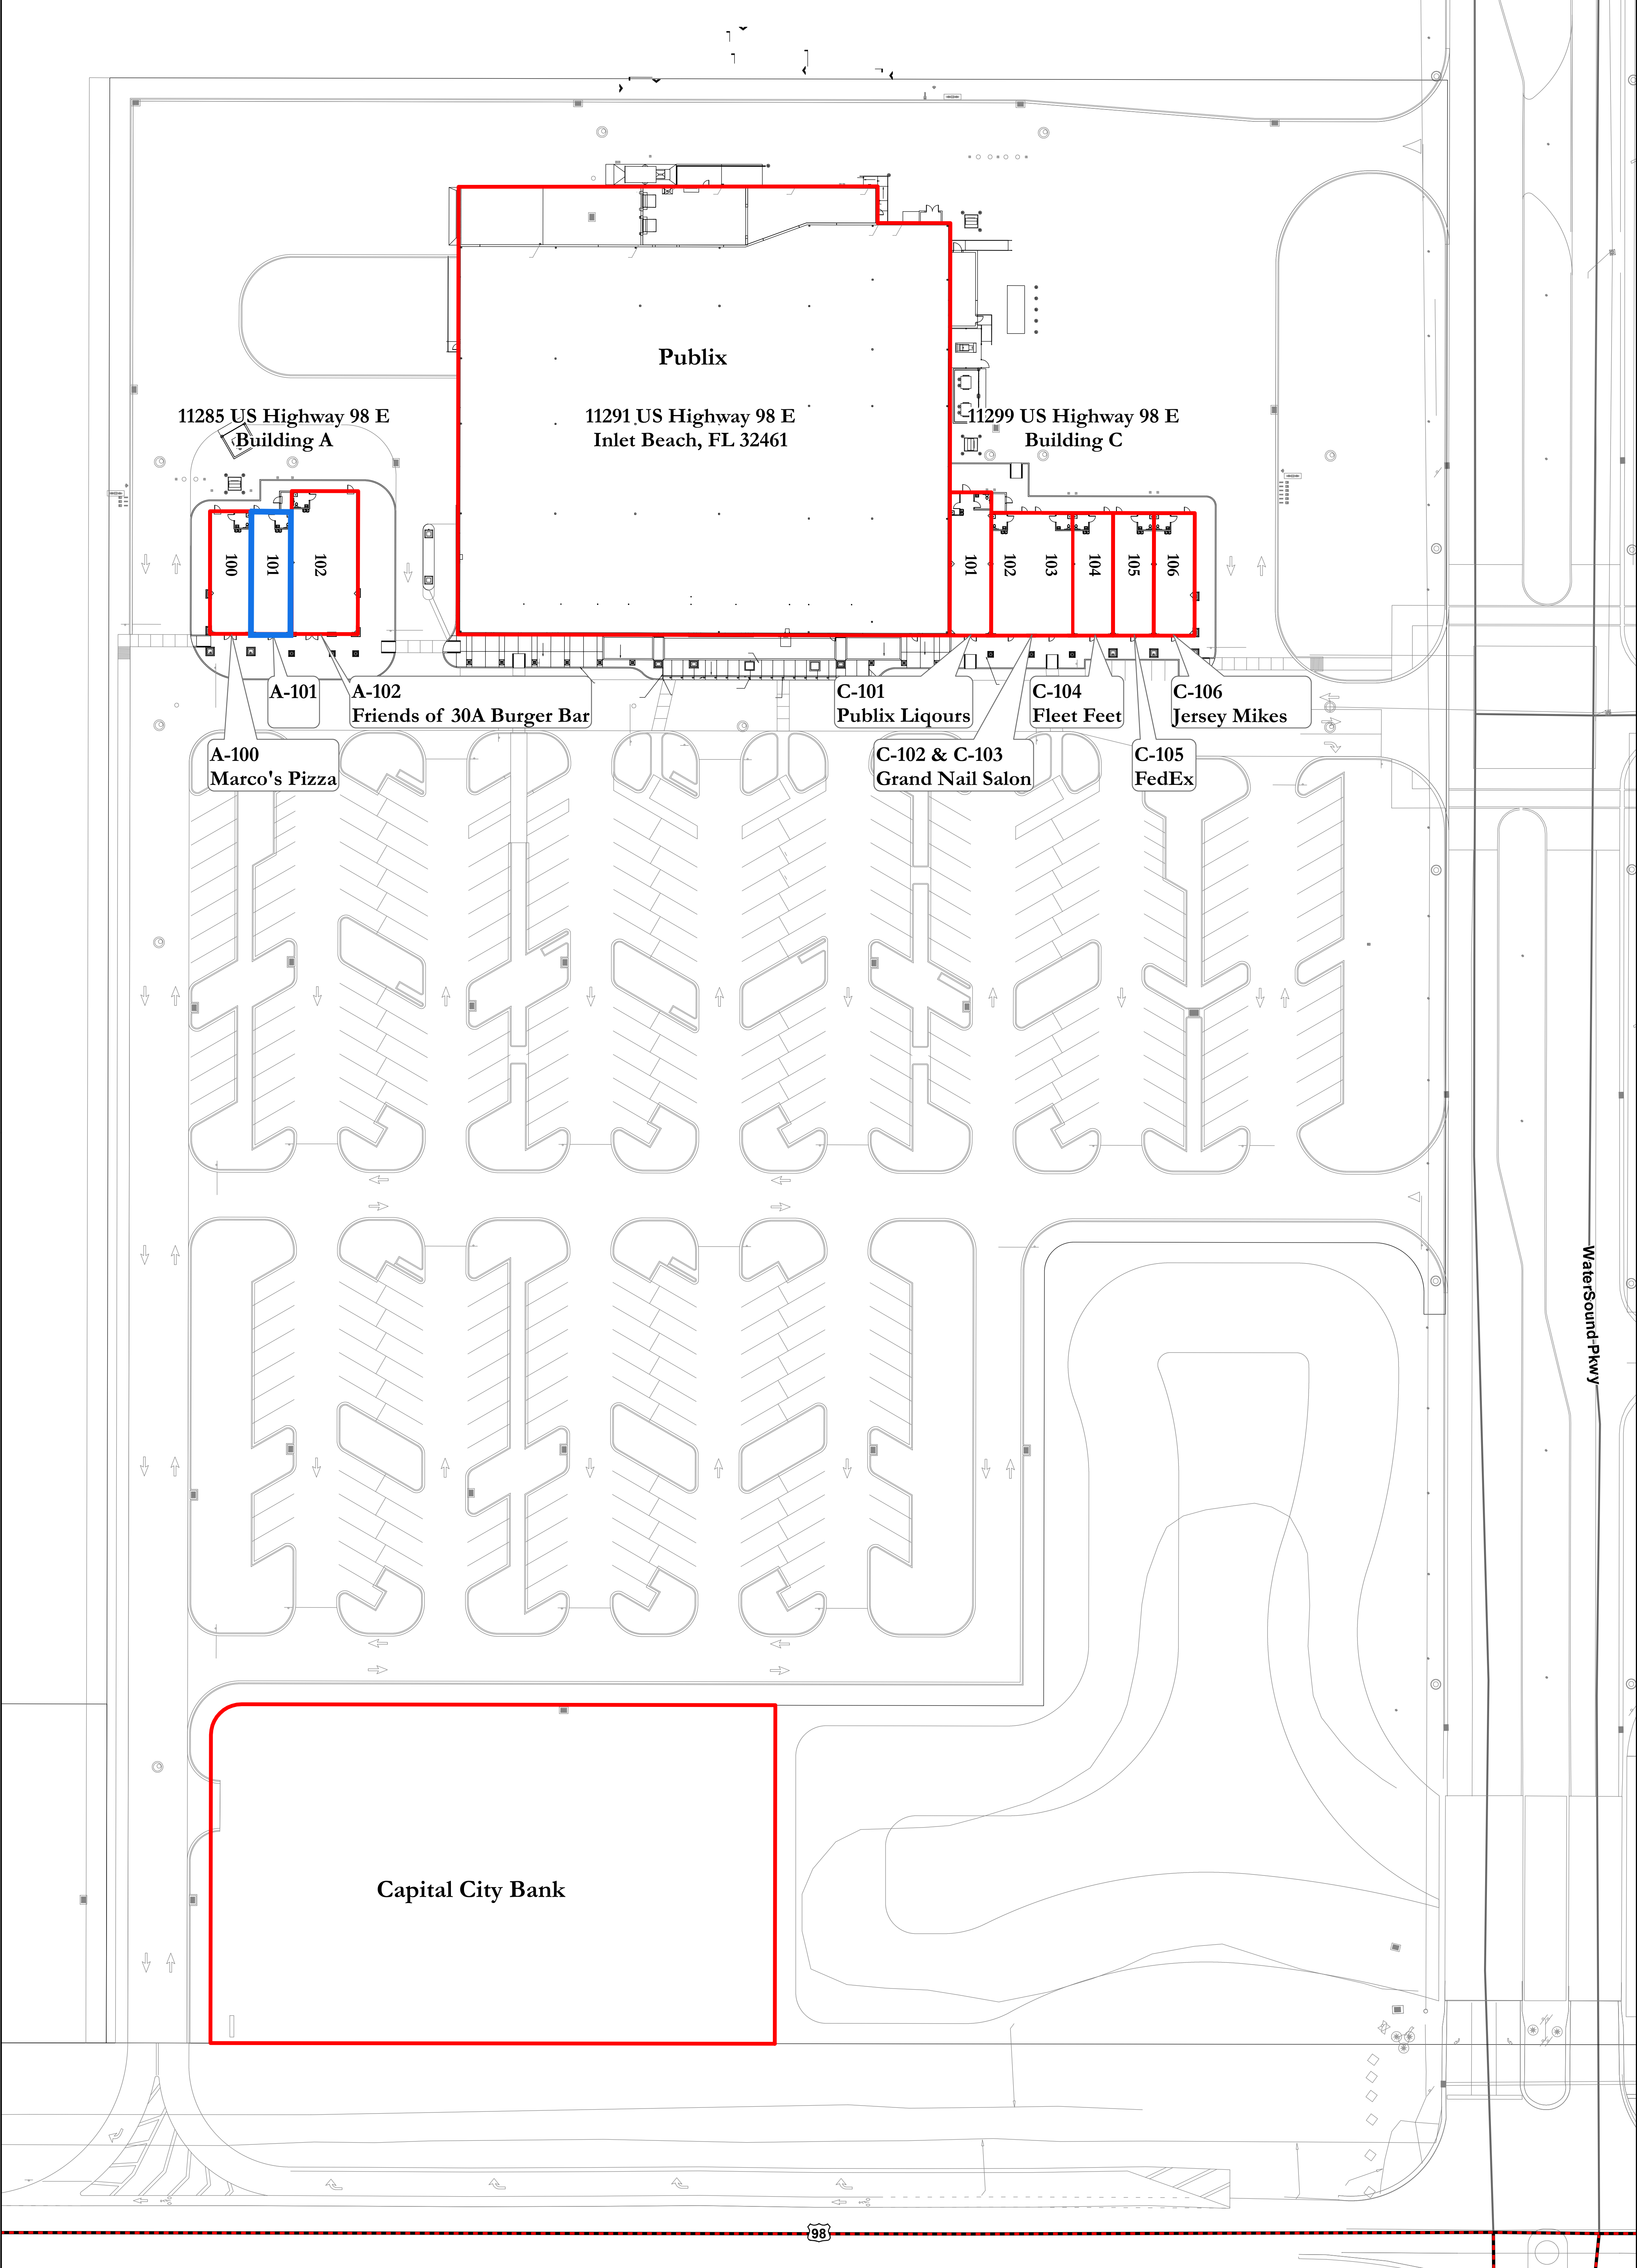 Publix
11285 US Highway 98 E
Building A
11291 US Highway 98 E
Inlet Beach, FL 32461
11299 US Highway 98 E
Building C
100
101
102
101
102
103
104
105
106
A-101
A-102
Friends of 30A Burger Bar
C-101
Publix Liqours
C-104
Fleet Feet
C-106
Jersey Mikes
A-100
Marco's Pizza
C-102 & C-103
Grand Nail Salon
C-105
FedEx
WaterSound Pkwy
Capital City Bank
98